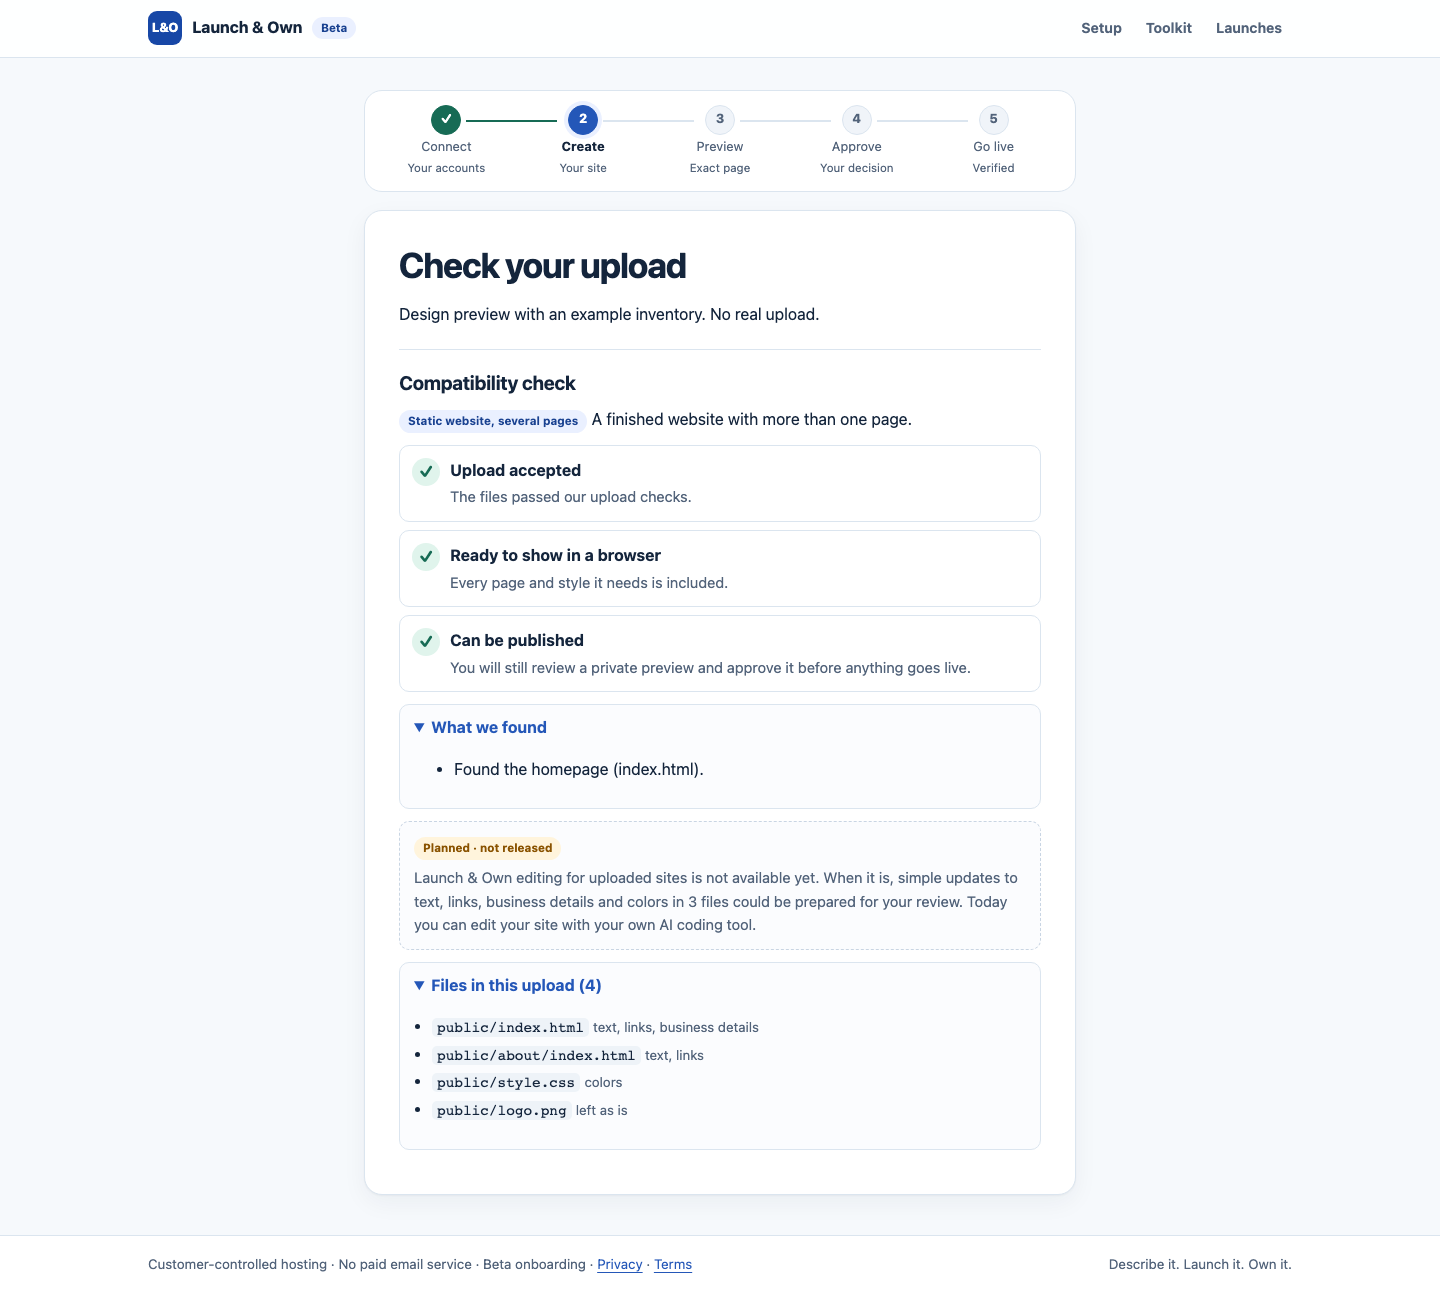 L&O Launch & Own Beta Setup Toolkit Launches
2 3 4 5
Connect Create Preview Approve Go live
Your accounts Your site Exact page Your decision Verified
Check your upload
Design preview with an example inventory. No real upload.
Compatibility check
Static website, several pages A finished website with more than one page.
Upload accepted
The files passed our upload checks.
Ready to show in a browser
Every page and style it needs is included.
Can be published
You will still review a private preview and approve it before anything goes live.
What we found
• Found the homepage (index.html).
Planned · not released
Launch & Own editing for uploaded sites is not available yet. When it is, simple updates to
text, links, business details and colors in 3 files could be prepared for your review. Today
you can edit your site with your own AI coding tool.
Files in this upload (4)
• public/index.html text, links, business details
• public/about/index.html text, links
• public/style.css colors
• public/logo.png left as is
Customer-controlled hosting · No paid email service · Beta onboarding · Privacy · Terms
Describe it. Launch it. Own it.